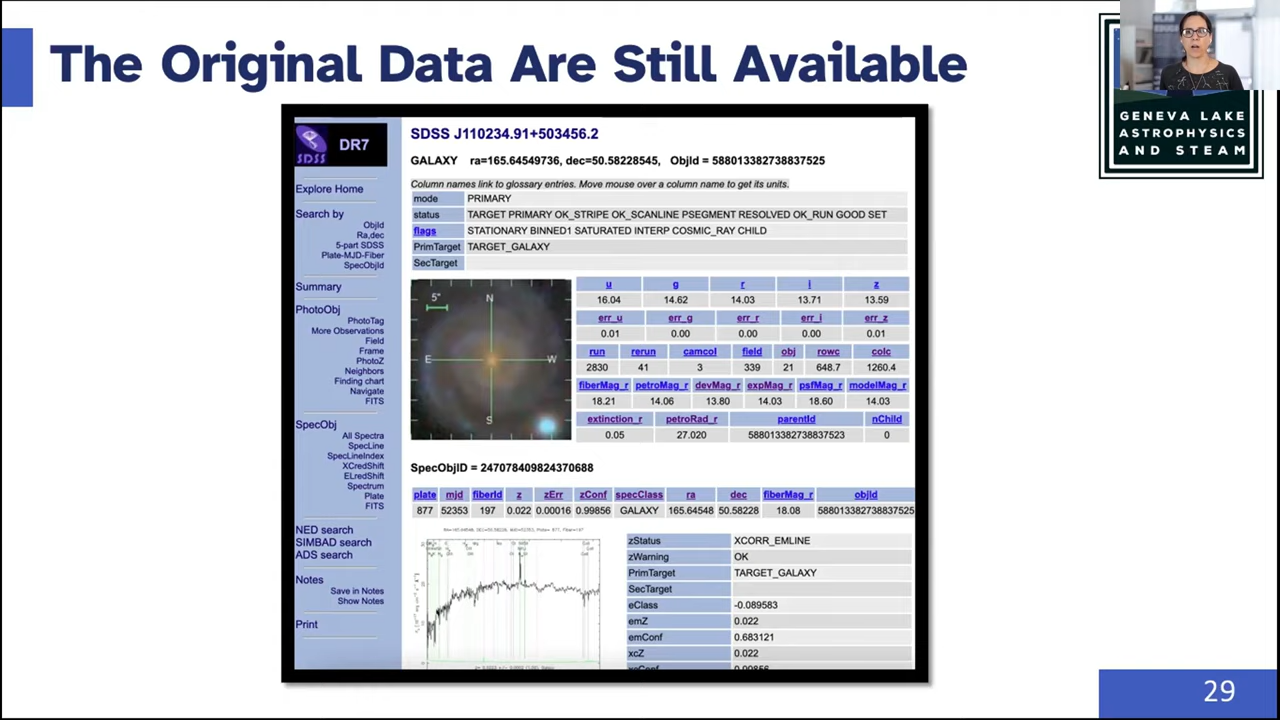 The Original Data Are Still Available
GENEVA LAKE
ASTROPHYSICS
AND STEAM
SDSS
DR7
Explore Home
Search by
ObjId
Ra,dec
5-part SDSS
Plate-MJD-Fiber
SpecObjId
Summary
PhotoObj
PhotoTag
More Observations
Field
Frame
PhotoZ
Neighbors
Finding chart
Navigate
FITS
SpecObj
All Spectra
SpecLine
SpecLineIndex
XCredShift
ELredShift
Spectrum
Plate
FITS
NED search
SIMBAD search
ADS search
Notes
Save in Notes
Show Notes
Print
SDSS J110234.91+503456.2
GALAXY ra=165.64549736, dec=50.58228545, ObjId = 588013382738837525
Column names link to glossary entries. Move mouse over a column name to get its units.
mode PRIMARY
status TARGET PRIMARY OK_STRIPE OK_SCANLINE PSEGMENT RESOLVED OK_RUN GOOD SET
flags STATIONARY BINNED1 SATURATED INTERP COSMIC_RAY CHILD
PrimTarget TARGET_GALAXY
SecTarget
5"
N
E
W
S
u g r i z
16.04 14.62 14.03 13.71 13.59
err_u err_g err_r err_i err_z
0.01 0.00 0.00 0.00 0.01
run rerun camcol field obj rowc colc
2830 41 3 339 21 648.7 1260.4
fiberMag_r petroMag_r devMag_r expMag_r psfMag_r modelMag_r
18.21 14.06 13.80 14.03 18.60 14.03
extinction_r petroRad_r parentId nChild
0.05 27.020 588013382738837523 0
SpecObjID = 247078409824370688
plate mjd fiberId z zErr zConf specClass ra dec fiberMag_r objId
877 52353 197 0.022 0.00016 0.99856 GALAXY 165.64548 50.58228 18.08 588013382738837525
zStatus XCORR_EMLINE
zWarning OK
PrimTarget TARGET_GALAXY
SecTarget
eClass -0.089583
emZ 0.022
emConf 0.683121
xcZ 0.022
29